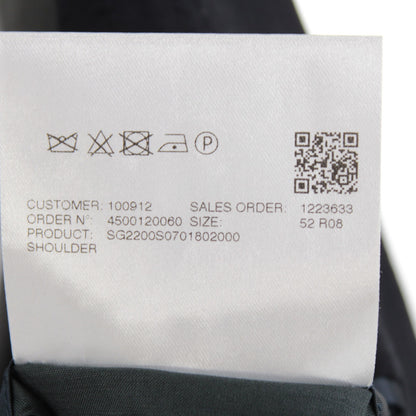 P
CUSTOMER: 100912 SALES ORDER: 1223633
ORDER N°: 4500120060 SIZE: 52 R08
PRODUCT: SG2200S0701802000
SHOULDER